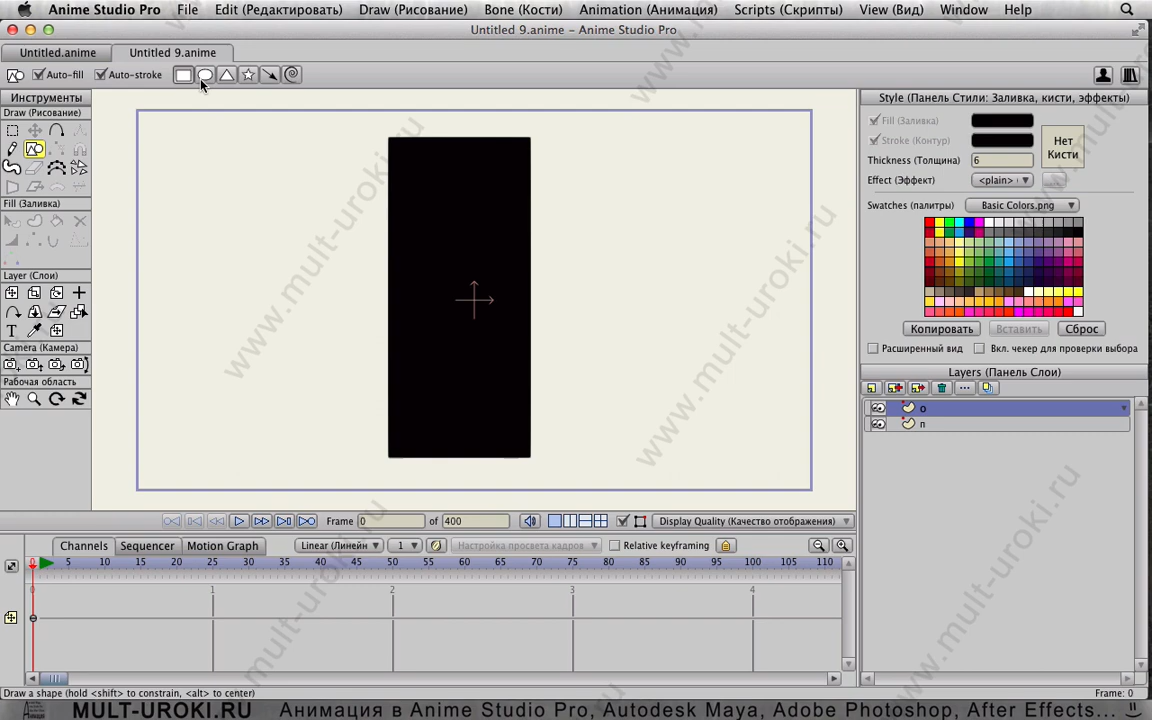 Anime Studio Pro File Edit (Редактировать) Draw (Рисование) Bone (Кости) Animation (Анимация) Scripts (Скрипты) View (Вид) Window Help
Untitled 9.anime – Anime Studio Pro
Untitled.anime Untitled 9.anime
Auto-fill Auto-stroke
Инструменты
Draw (Рисование)
Fill (Заливка)
Layer (Слои)
Camera (Камера)
Рабочая область
Style (Панель Стили: Заливка, кисти, эффекты)
Fill (Заливка)
Stroke (Контур)
Нет
Кисти
Thickness (Толщина) 6
Effect (Эффект) <plain>
Swatches (палитры) Basic Colors.png
Копировать Вставить Сброс
Расширенный вид Вкл. чекер для проверки выбора
Layers (Панель Слои)
о
п
www.mult-uroki.ru
www.mult-uroki.ru
Frame 0 of 400 Display Quality (Качество отображения)
Channels Sequencer Motion Graph Linear (Линейн 1 Настройка просвета кадров Relative keyframing
0 5 10 15 20 25 30 35 40 45 50 55 60 65 70 75 80 85 90 95 100 105 110
0 1 2 3 4
Draw a shape (hold <shift> to constrain, <alt> to center) Frame: 0
MULT-UROKI.RU Анимация в Anime Studio Pro, Autodesk Maya, Adobe Photoshop, After Effects...